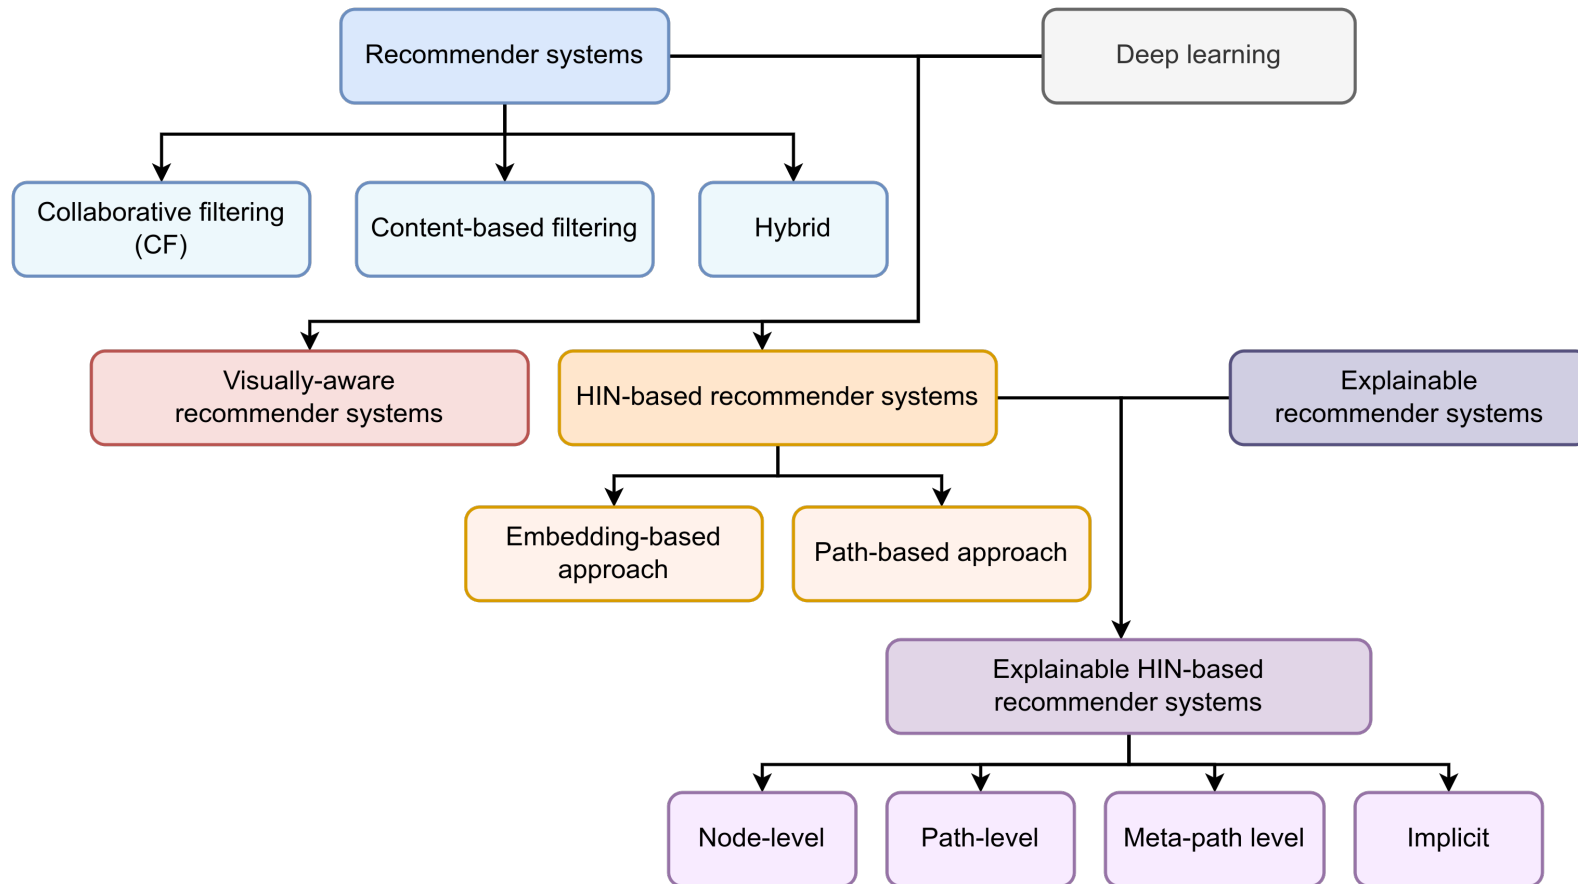 Recommender systems
Deep learning
Collaborative filtering
(CF)
Content-based filtering
Hybrid
Visually-aware
recommender systems
HIN-based recommender systems
Explainable
recommender systems
Embedding-based
approach
Path-based approach
Explainable HIN-based
recommender systems
Node-level
Path-level
Meta-path level
Implicit